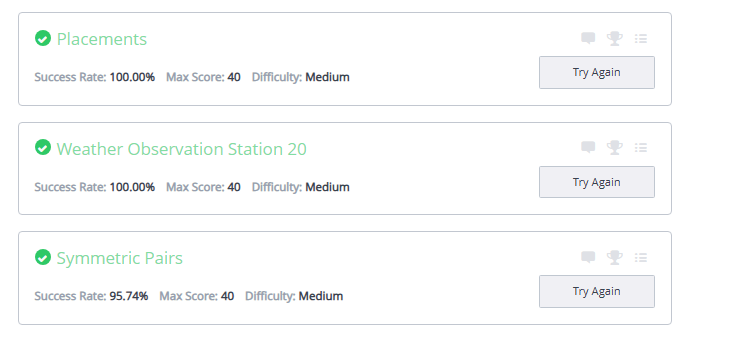 Placements
Success Rate: 100.00% Max Score: 40 Difficulty: Medium
Try Again
Weather Observation Station 20
Success Rate: 100.00% Max Score: 40 Difficulty: Medium
Try Again
Symmetric Pairs
Success Rate: 95.74% Max Score: 40 Difficulty: Medium
Try Again